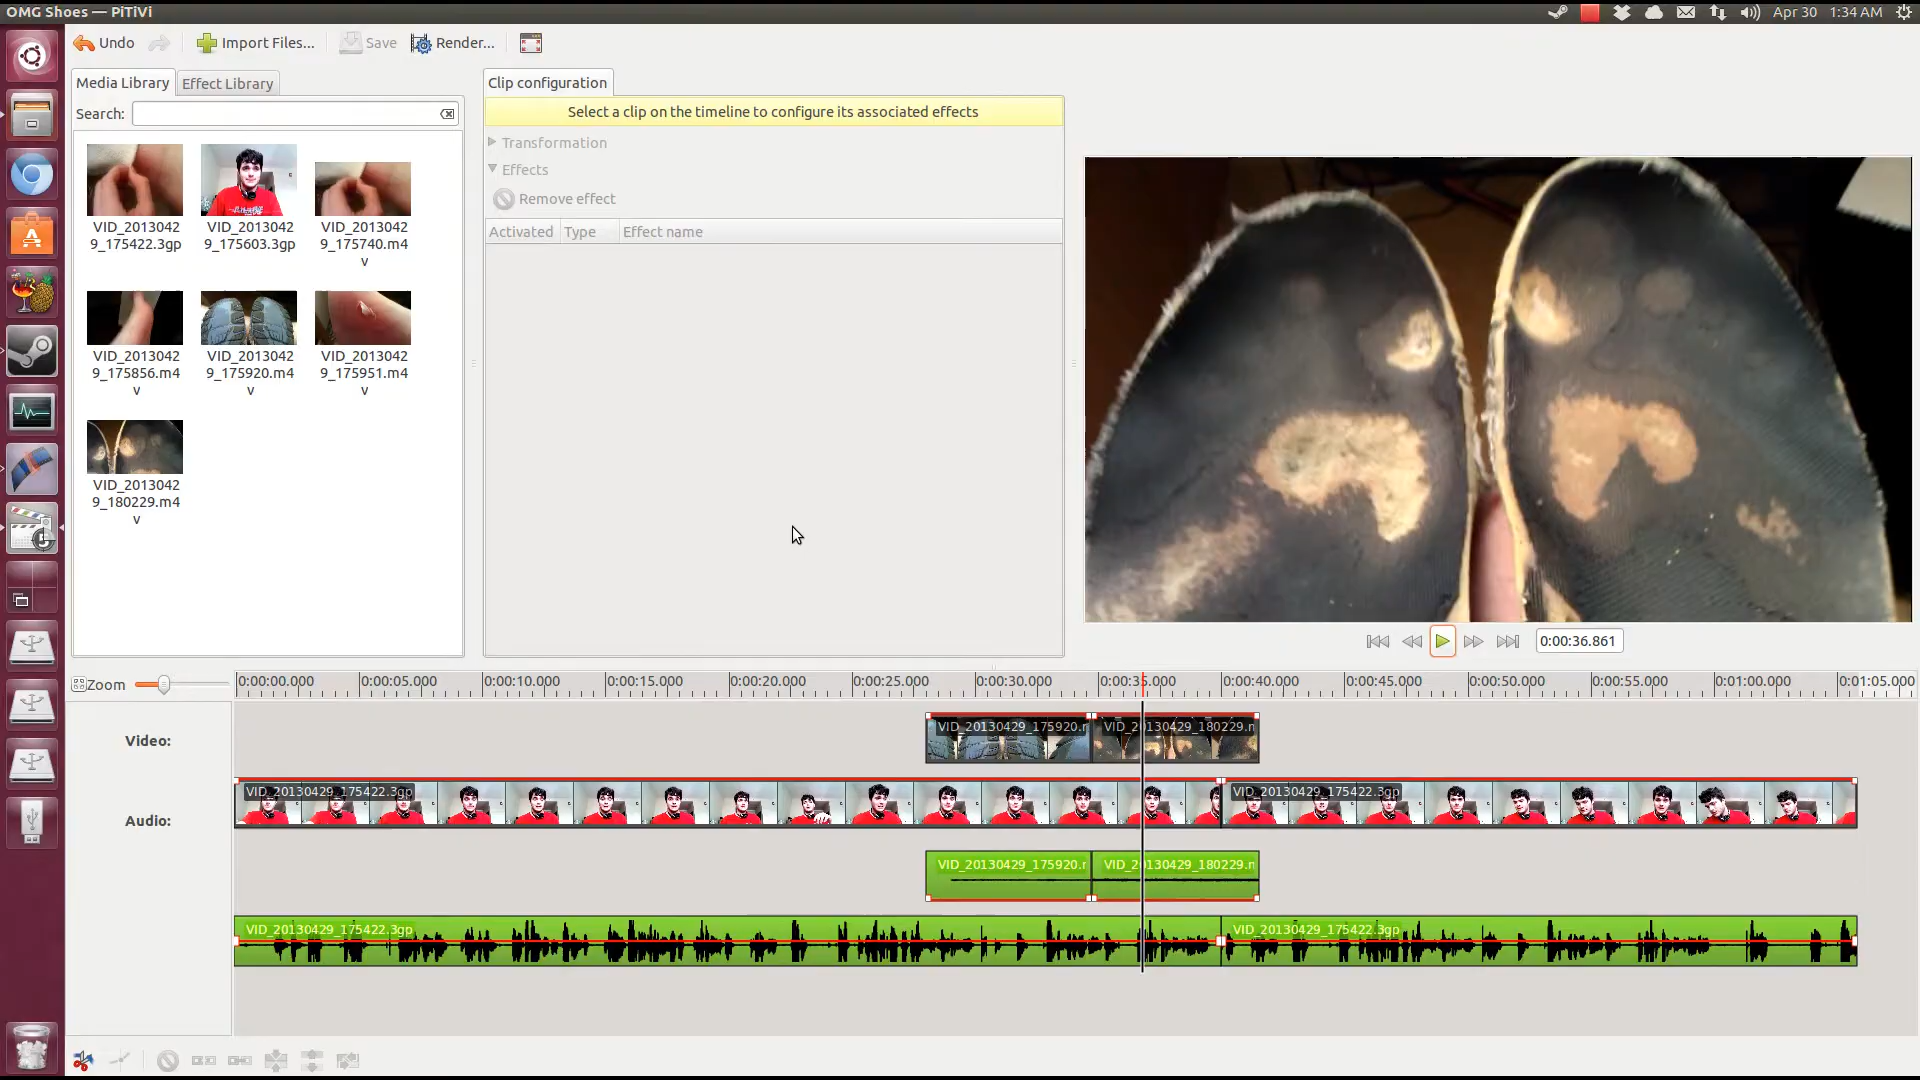 OMG Shoes — PiTiVi
Apr 30 1:34 AM
Undo Import Files... Save Render...
Media Library Effect Library
Search:
VID_2013042
9_175422.3gp
VID_2013042
9_175603.3gp
VID_2013042
9_175740.m4
v
VID_2013042
9_175856.m4
v
VID_2013042
9_175920.m4
v
VID_2013042
9_175951.m4
v
VID_2013042
9_180229.m4
v
Clip configuration
Select a clip on the timeline to configure its associated effects
Transformation
Effects
Remove effect
Activated Type Effect name
0:00:36.861
Zoom 0:00:00.000 0:00:05.000 0:00:10.000 0:00:15.000 0:00:20.000 0:00:25.000 0:00:30.000 0:00:35.000 0:00:40.000 0:00:45.000 0:00:50.000 0:00:55.000 0:01:00.000 0:01:05.000
Video:
VID_20130429_175920.m VID_20130429_180229.m
VID_20130429_175422.3gp VID_20130429_175422.3gp
Audio:
VID_20130429_175920.m VID_20130429_180229.m
VID_20130429_175422.3gp VID_20130429_175422.3gp